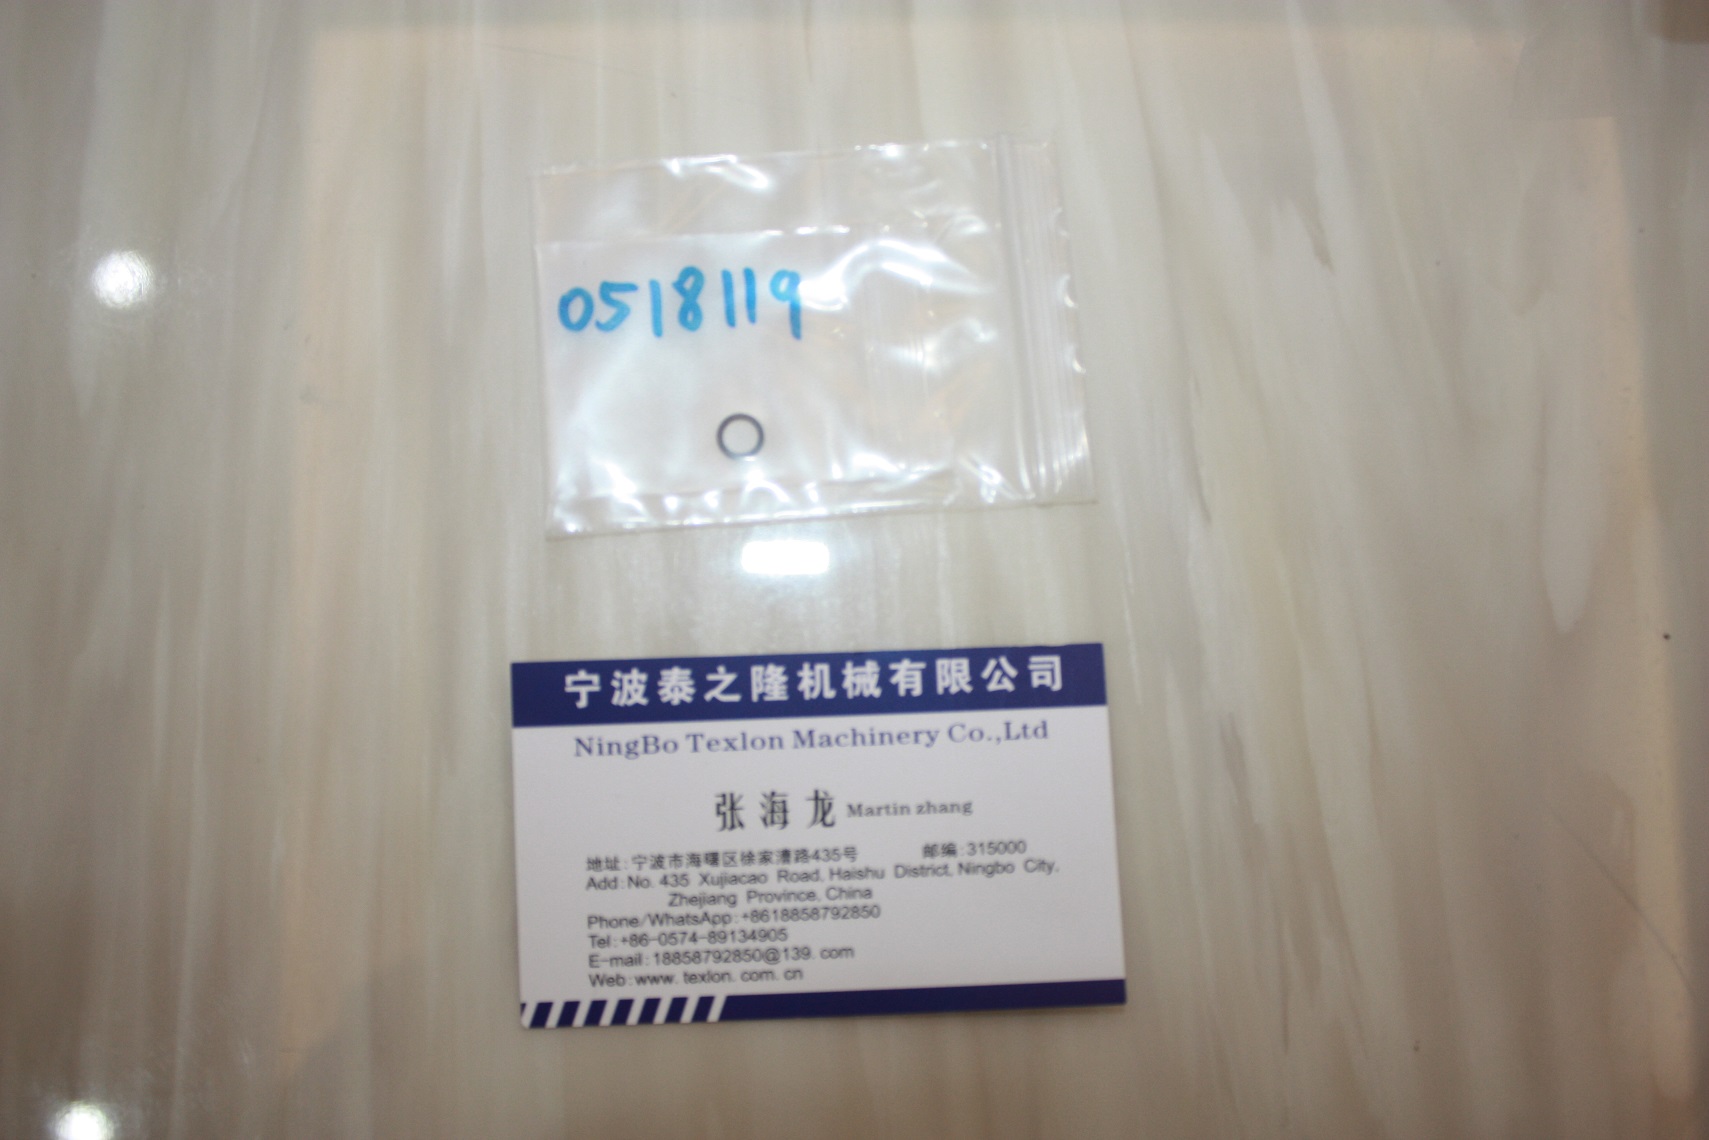 0518119
宁波泰之隆机械有限公司
NingBo Texlon Machinery Co.,Ltd
张海龙 Martin zhang
地址:宁波市海曙区徐家漕路435号 邮编:315000
Add:No. 435 Xujiacao Road, Haishu District, Ningbo City,
Zhejiang Province, China
Phone/WhatsApp:+8618858792850
Tel:+86-0574-89134905
E-mail:18858792850@139.com
Web:www.texlon.com.cn